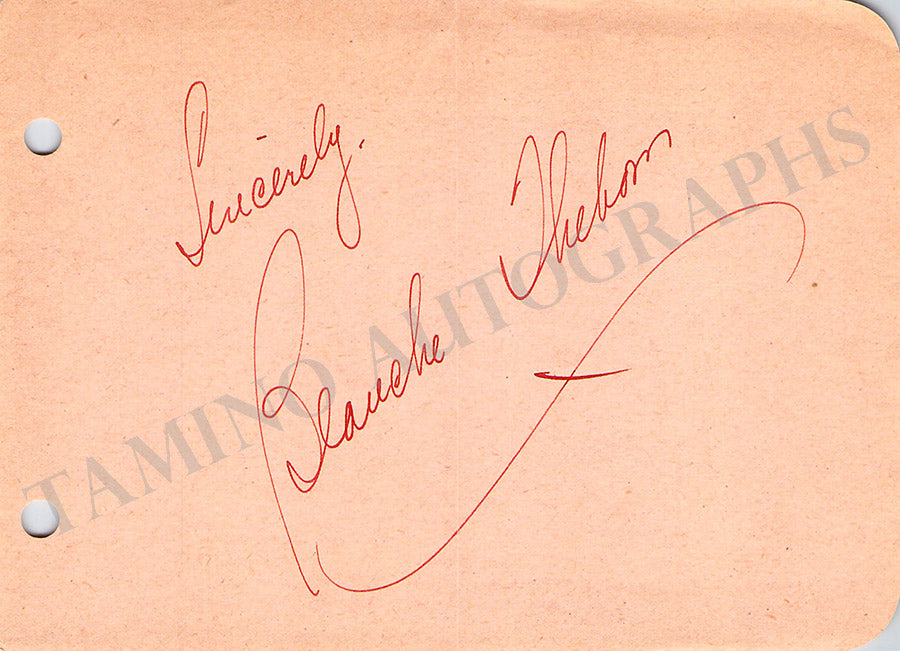 Sincerely,
Blanche Thebom
TAMINO AUTOGRAPHS